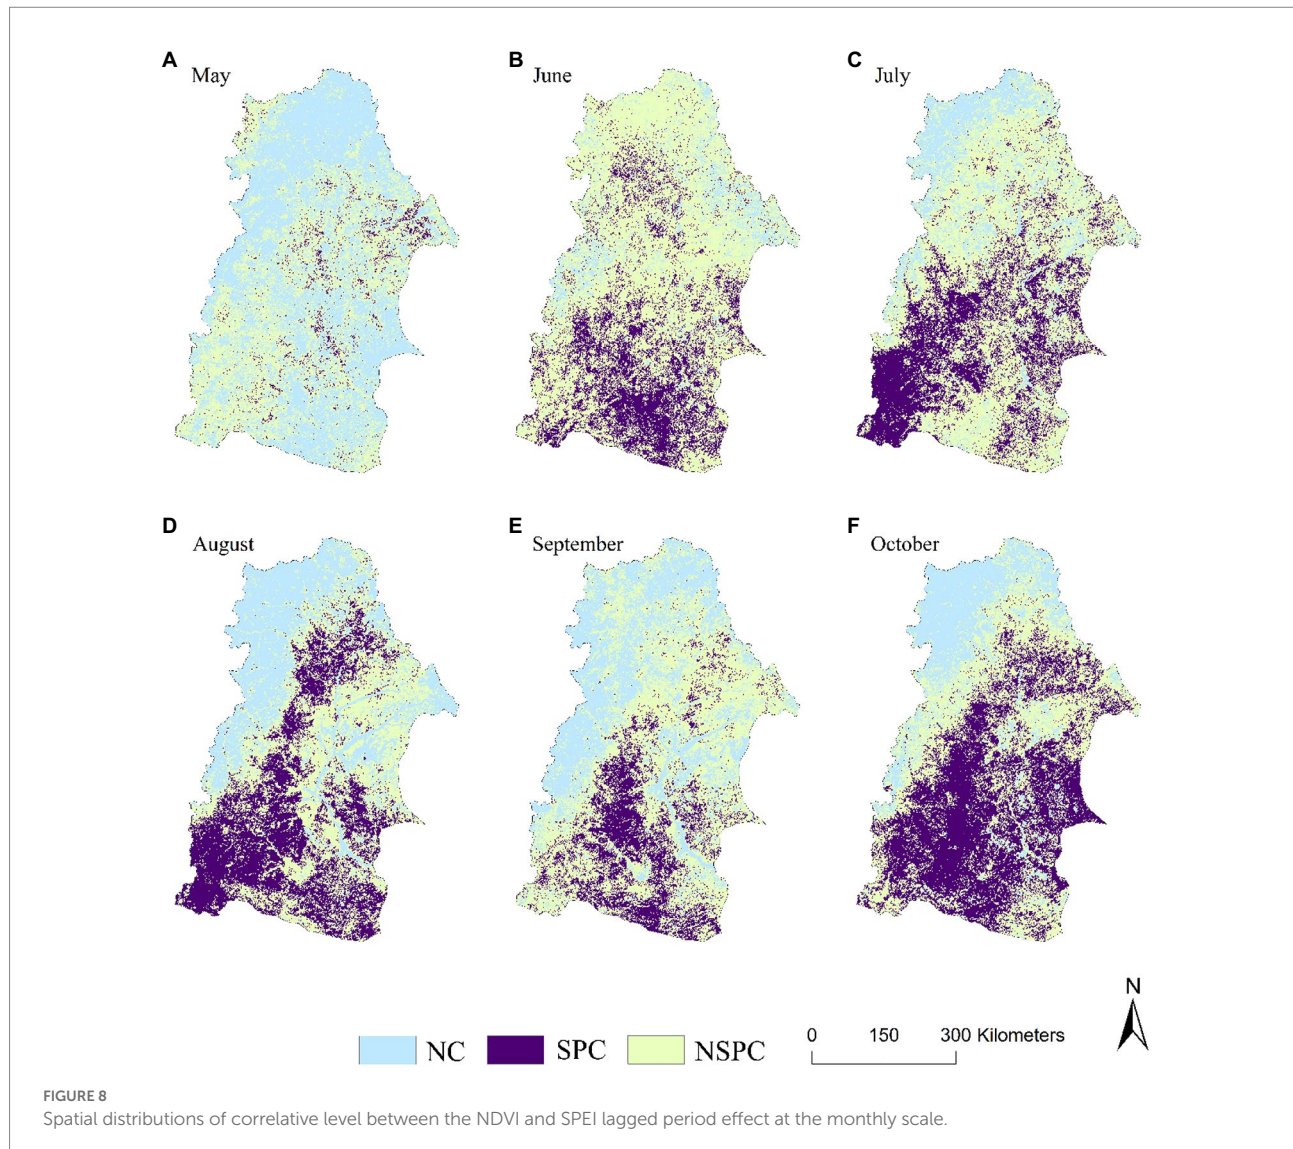 A May
B June
C July
D August
E September
F October
N
NC SPC NSPC 0 150 300 Kilometers
FIGURE 8
Spatial distributions of correlative level between the NDVI and SPEI lagged period effect at the monthly scale.